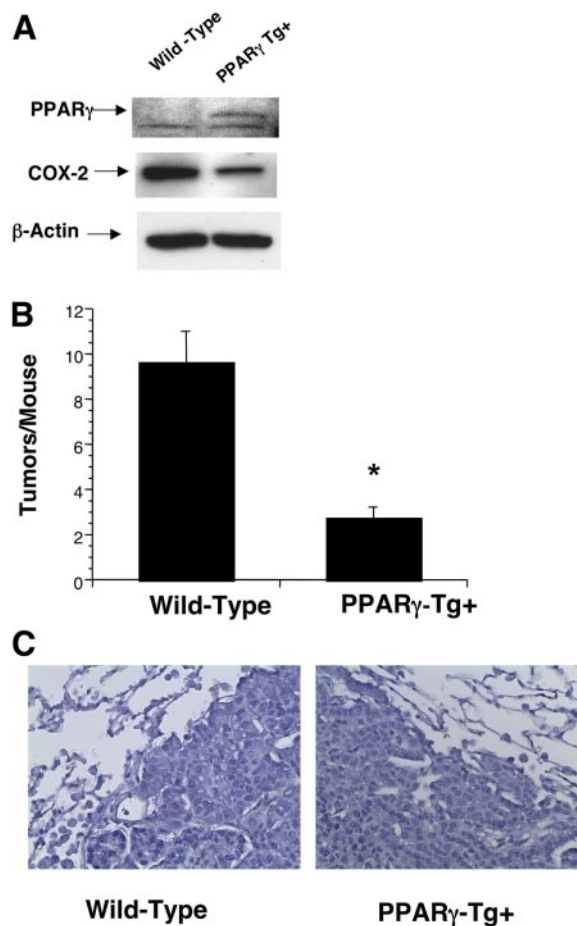 A
Wild -Type
PPARγ Tg+
PPARγ
COX-2
β-Actin
B
Tumors/Mouse
12
10
8
6
4
2
0
*
Wild-Type
PPARγ-Tg+
C
Wild-Type
PPARγ-Tg+